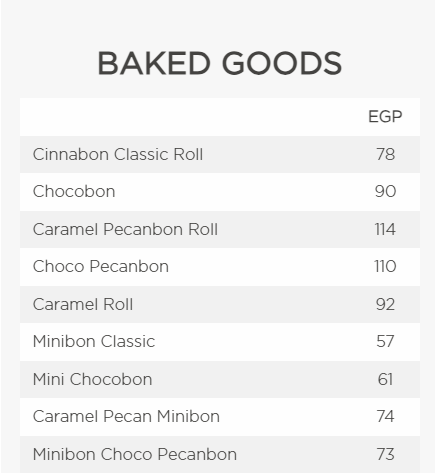 BAKED GOODS
EGP
Cinnabon Classic Roll 78
Chocobon 90
Caramel Pecanbon Roll 114
Choco Pecanbon 110
Caramel Roll 92
Minibon Classic 57
Mini Chocobon 61
Caramel Pecan Minibon 74
Minibon Choco Pecanbon 73